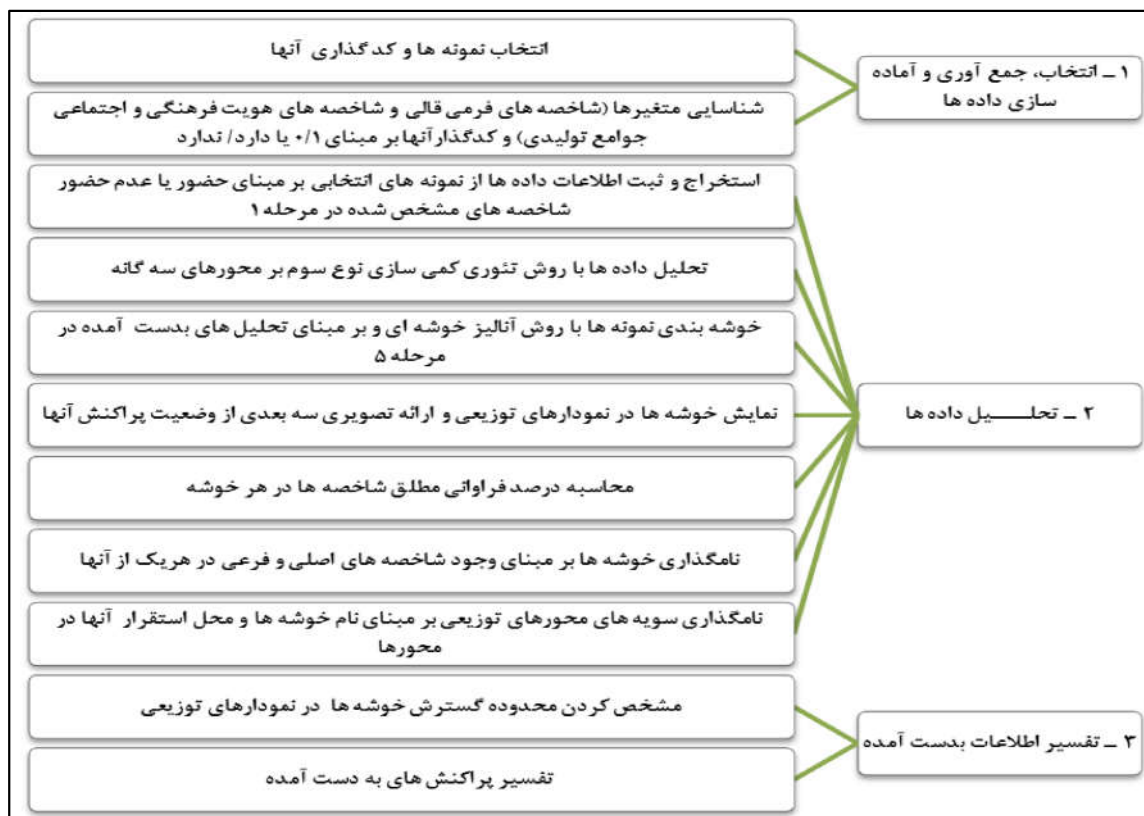 ۱ ــ انتخاب، جمع آوری و آماده
سازی داده ها
انتخاب نمونه ها و کدگذاری آنها
شناسایی متغیرها (شاخصه های فرمی قالی و شاخصه های هویت فرهنگی و اجتماعی
جوامع تولیدی) و کدگذارآنها بر مبنای ۰/۱ یا دارد/ ندارد
۲ ــ تحلـــــیل داده ها
استخراج و ثبت اطلاعات داده ها از نمونه های انتخابی بر مبنای حضور یا عدم حضور
شاخصه های مشخص شده در مرحله ۱
تحلیل داده ها با روش تئوری کمی سازی نوع سوم بر محورهای سه گانه
خوشه بندی نمونه ها با روش آنالیز خوشه ای و بر مبنای تحلیل های بدست آمده در
مرحله ۵
نمایش خوشه ها در نمودارهای توزیعی و ارائه تصویری سه بعدی از وضعیت پراکنش آنها
محاسبه درصد فراوانی مطلق شاخصه ها در هر خوشه
نامگذاری خوشه ها بر مبنای وجود شاخصه های اصلی و فرعی در هریک از آنها
نامگذاری سویه های محورهای توزیعی بر مبنای نام خوشه ها و محل استقرار آنها در
محورها
۳ ــ تفسیر اطلاعات بدست آمده
مشخص کردن محدوده گسترش خوشه ها در نمودارهای توزیعی
تفسیر پراکنش های به دست آمده